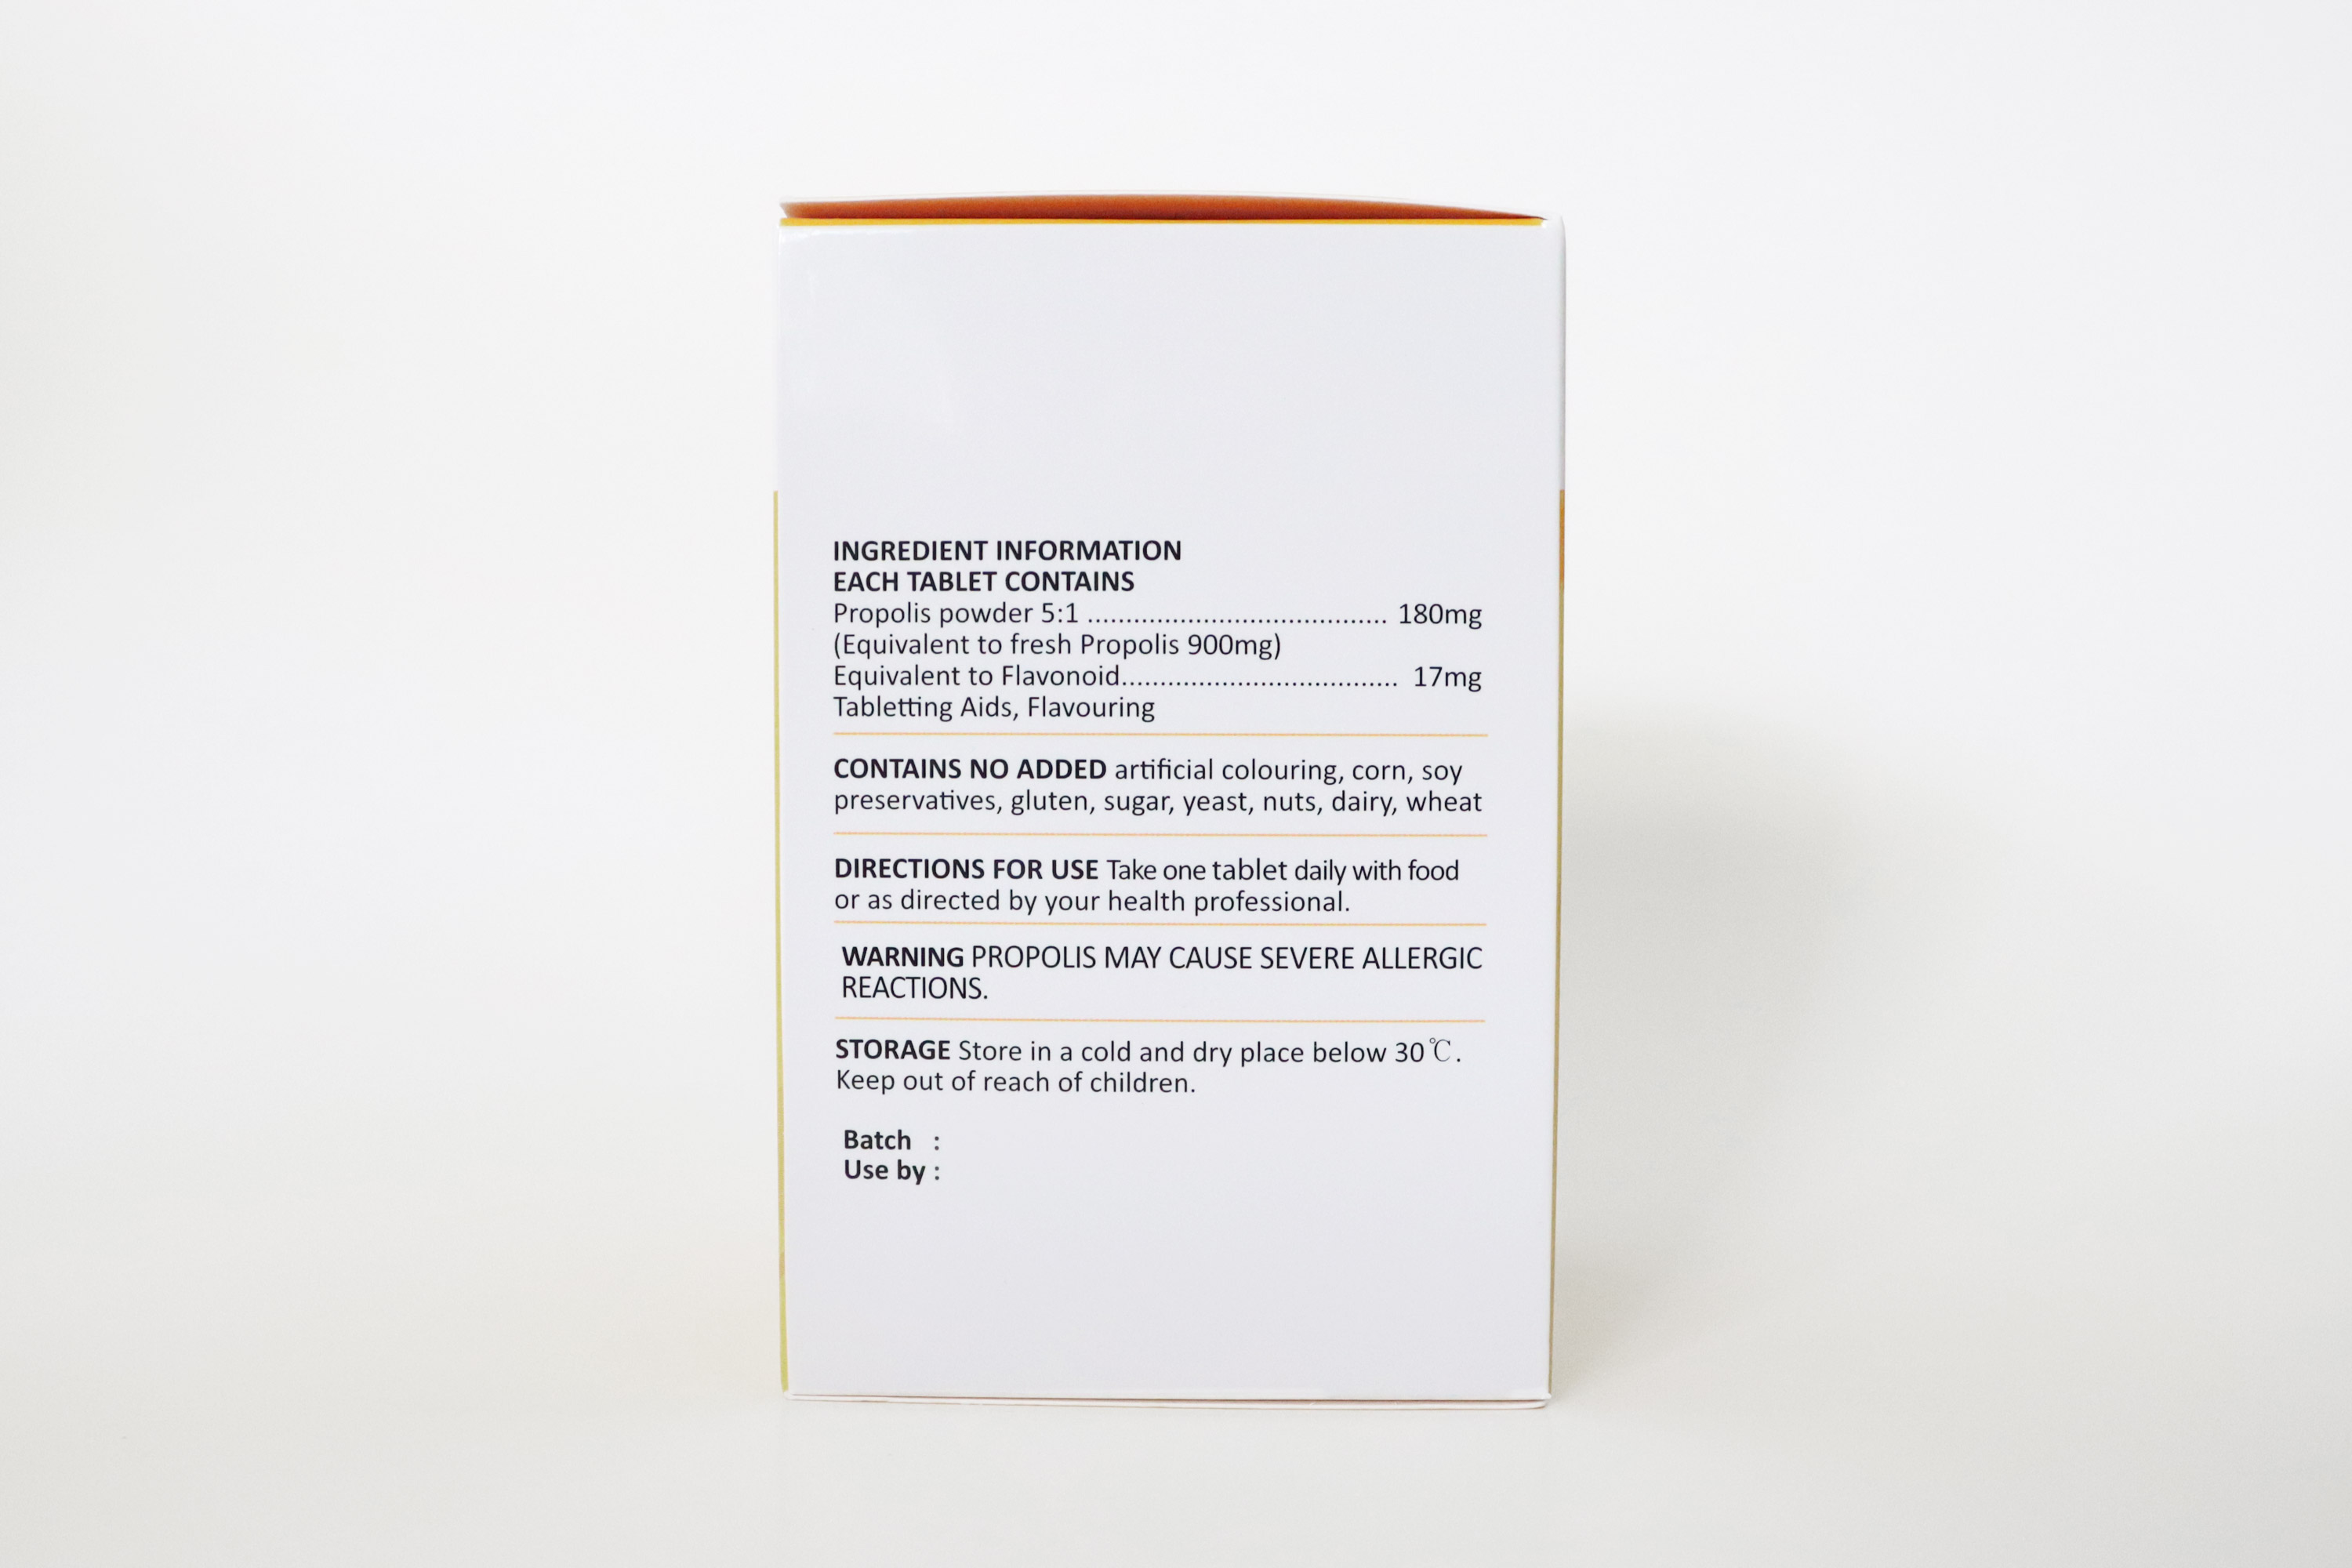 INGREDIENT INFORMATION
EACH TABLET CONTAINS
Propolis powder 5:1 ....................................... 180mg
(Equivalent to fresh Propolis 900mg)
Equivalent to Flavonoid.................................... 17mg
Tabletting Aids, Flavouring
CONTAINS NO ADDED artificial colouring, corn, soy
preservatives, gluten, sugar, yeast, nuts, dairy, wheat
DIRECTIONS FOR USE Take one tablet daily with food
or as directed by your health professional.
WARNING PROPOLIS MAY CAUSE SEVERE ALLERGIC
REACTIONS.
STORAGE Store in a cold and dry place below 30℃.
Keep out of reach of children.
Batch :
Use by :